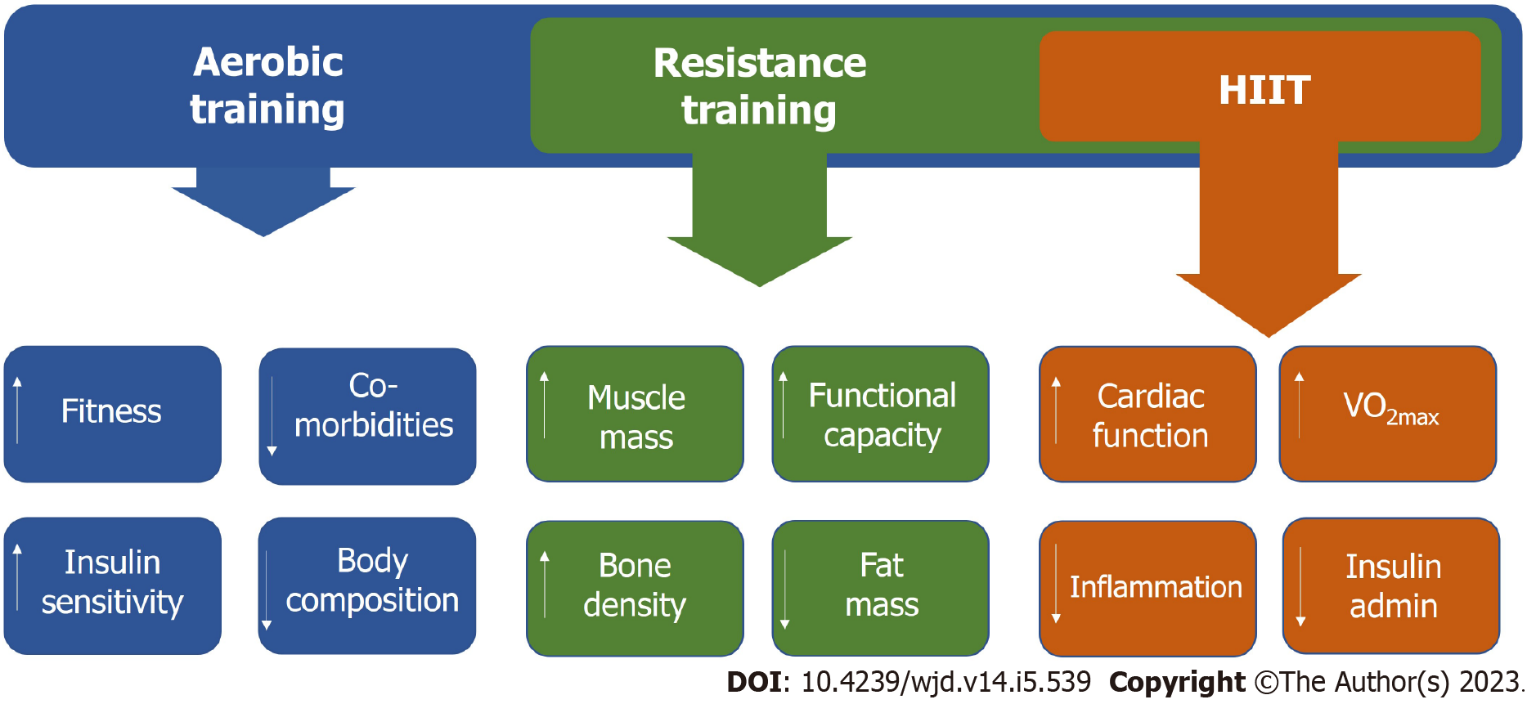 Aerobic
training
Resistance
training
HIIT
Fitness
Co-
morbidities
Muscle
mass
Functional
capacity
Cardiac
function
VO2max
Insulin
sensitivity
Body
composition
Bone
density
Fat
mass
Inflammation
Insulin
admin
DOI: 10.4239/wjd.v14.i5.539 Copyright ©The Author(s) 2023.